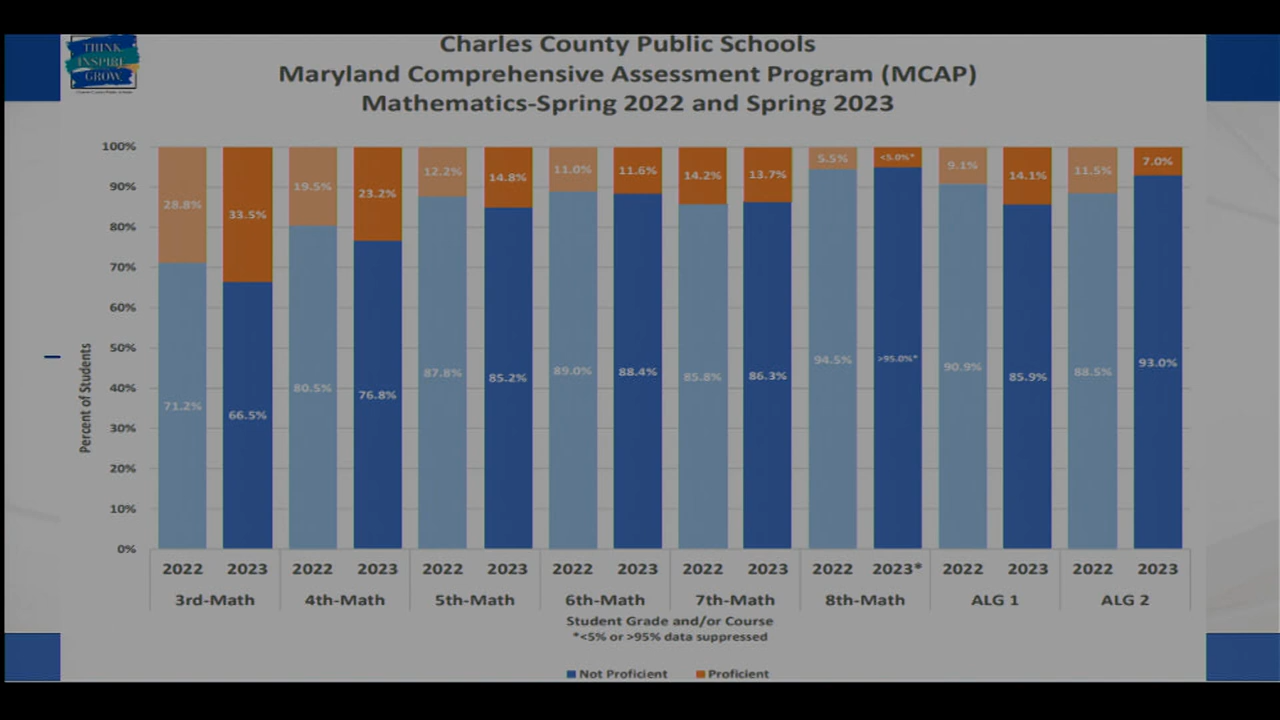 THINK
INSPIRE
GROW
Charles County Public Schools
Charles County Public Schools
Maryland Comprehensive Assessment Program (MCAP)
Mathematics-Spring 2022 and Spring 2023
Percent of Students
100%
90%
80%
70%
60%
50%
40%
30%
20%
10%
0%
28.8% 33.5% 19.5% 23.2% 12.2% 14.8% 11.0% 11.6% 14.2% 13.7% 5.5% <5.0%* 9.1% 14.1% 11.5% 7.0%
71.2% 66.5% 80.5% 76.8% 87.8% 85.2% 89.0% 88.4% 85.8% 86.3% 94.5% >95.0%* 90.9% 85.9% 88.5% 93.0%
2022 2023 2022 2023 2022 2023 2022 2023 2022 2023 2022 2023* 2022 2023 2022 2023
3rd-Math 4th-Math 5th-Math 6th-Math 7th-Math 8th-Math ALG 1 ALG 2
Student Grade and/or Course
*<5% or >95% data suppressed
Not Proficient Proficient